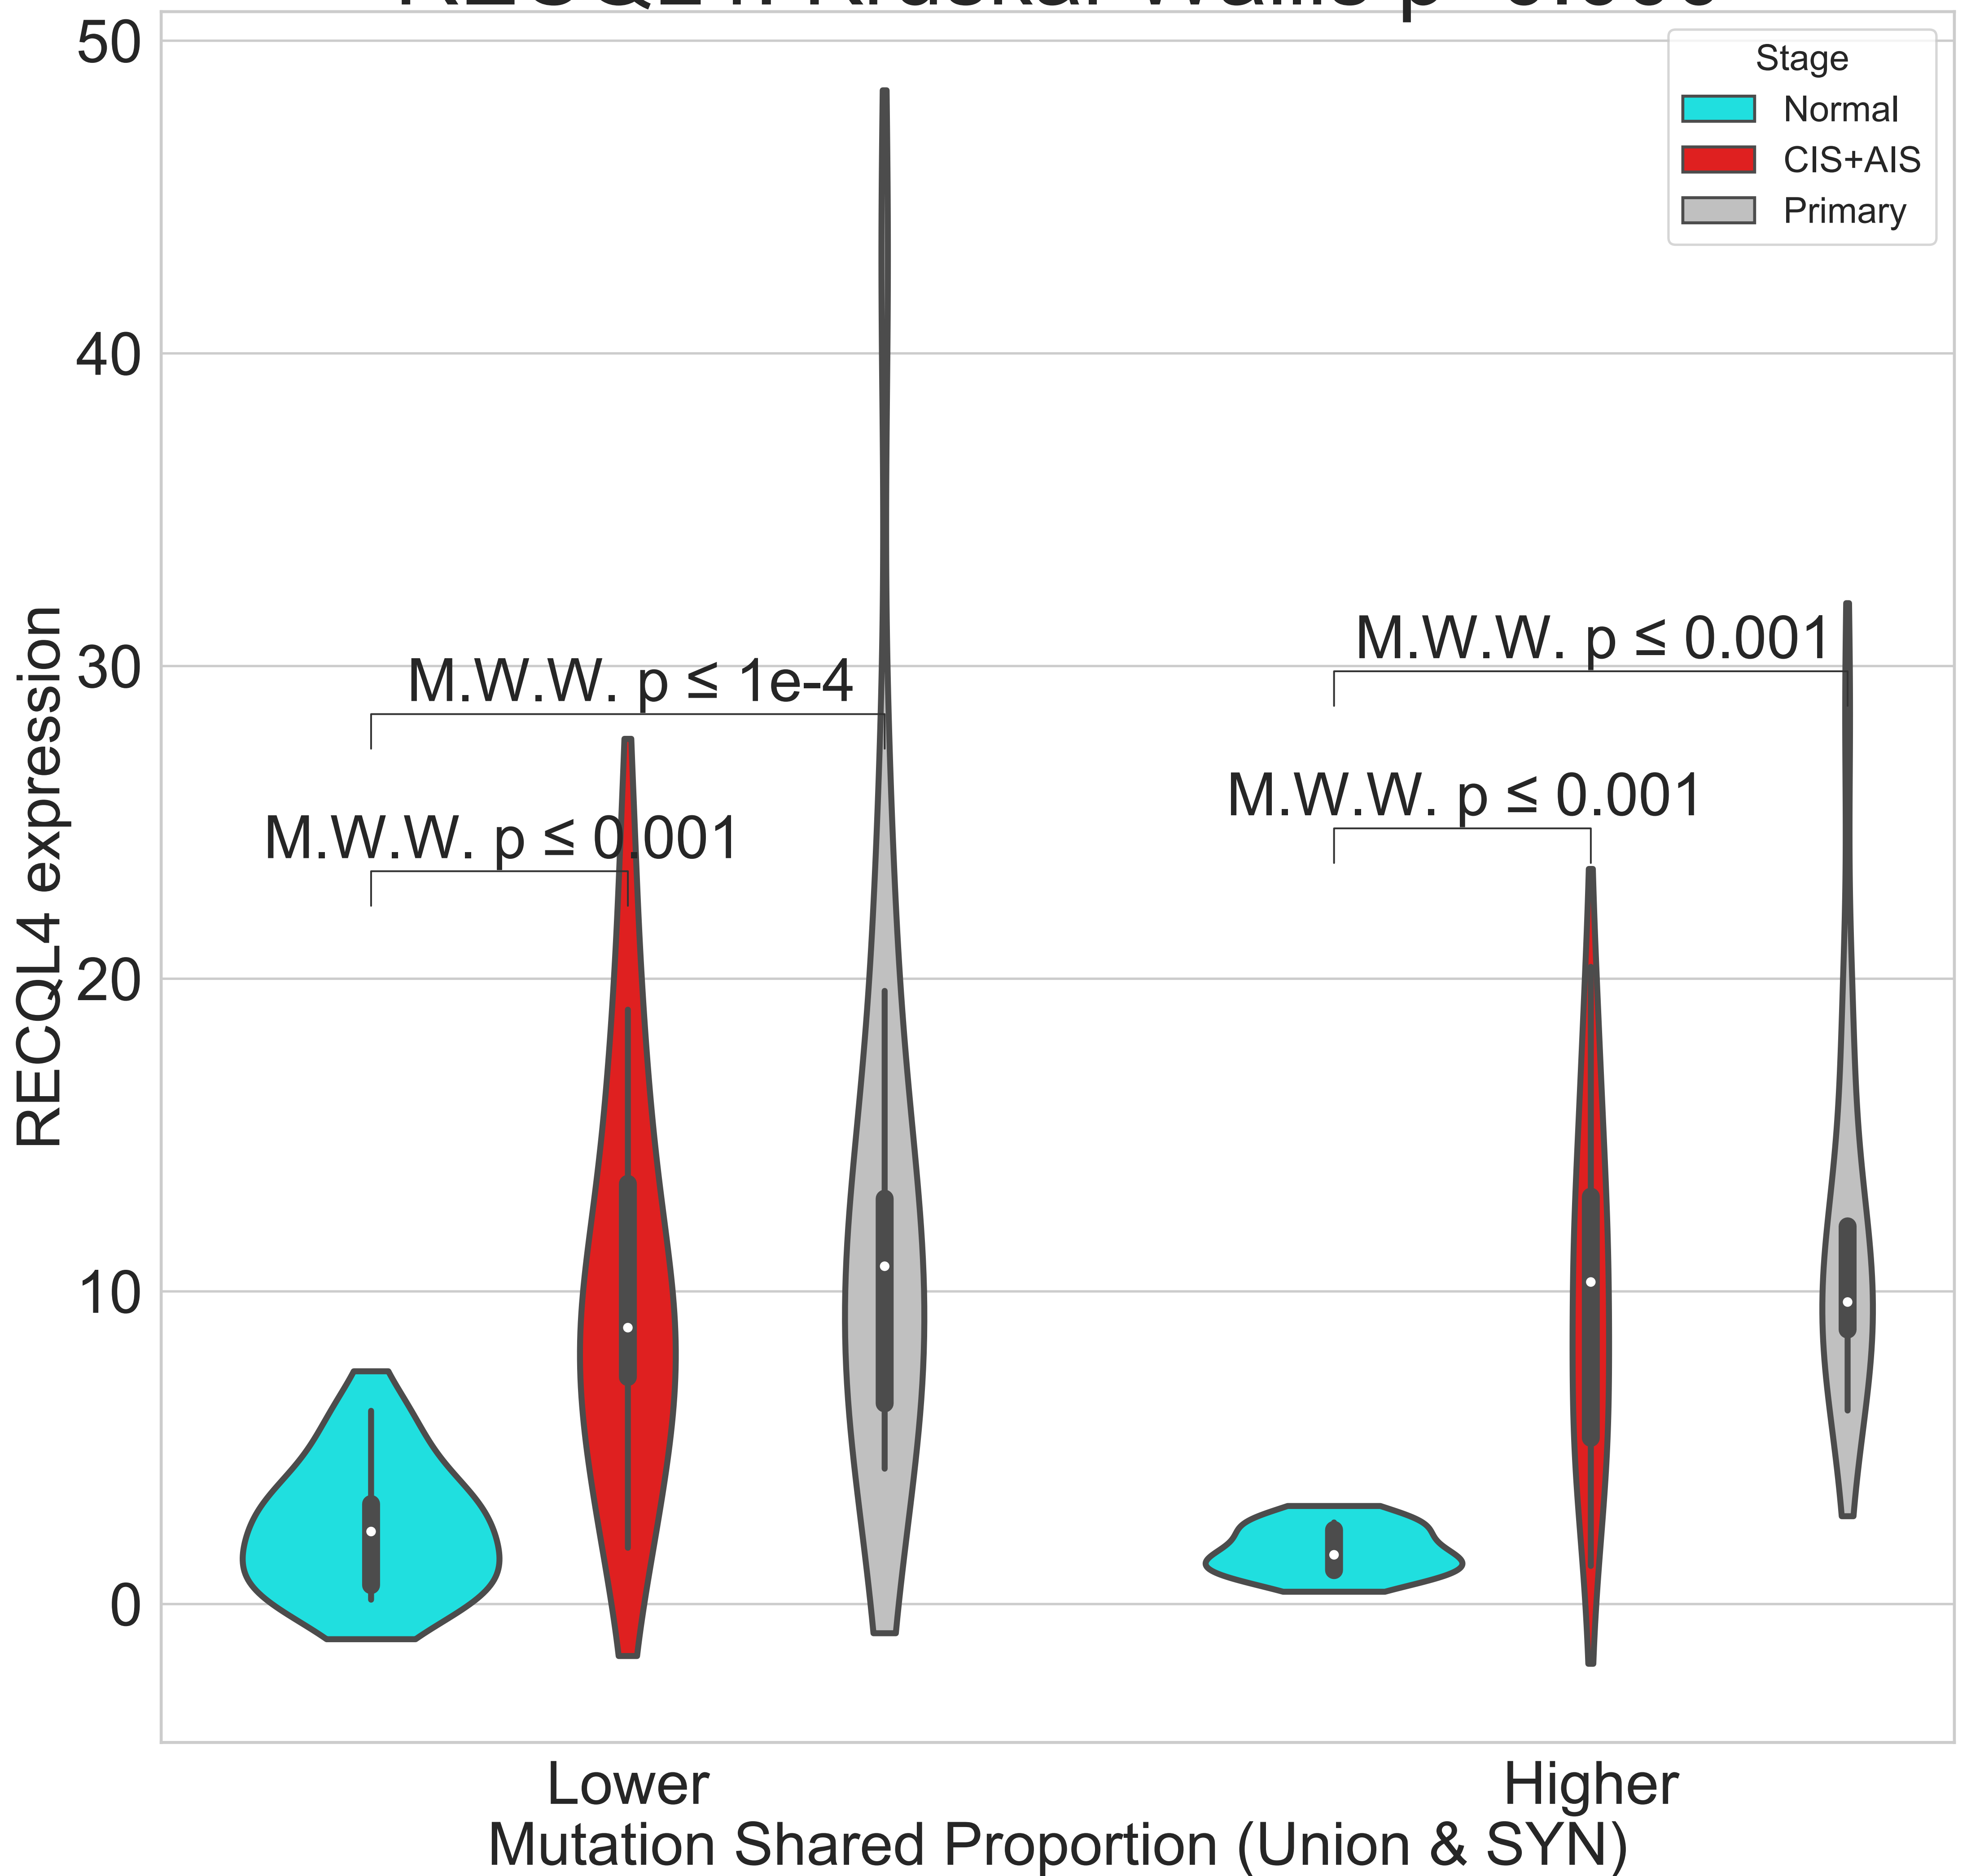 50
Stage
Normal
CIS+AIS
Primary
40
M.W.W. p ≤ 0.001
30
M.W.W. p ≤ 1e-4
M.W.W. p ≤ 0.001
M.W.W. p ≤ 0.001
20
10
0
RECQL4 expression
Lower
Higher
Mutation Shared Proportion (Union & SYN)